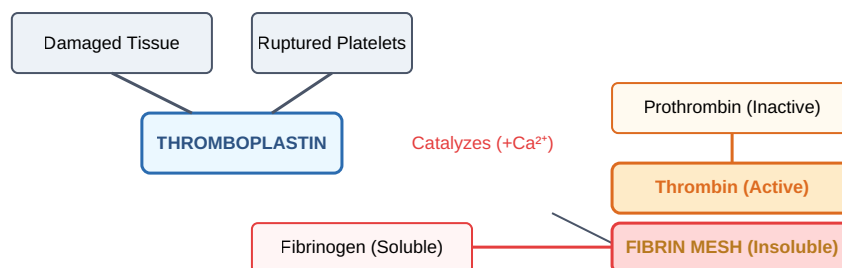 Damaged Tissue
Ruptured Platelets
Prothrombin (Inactive)
THROMBOPLASTIN
Catalyzes (+Ca²⁺)
Thrombin (Active)
Fibrinogen (Soluble)
FIBRIN MESH (Insoluble)